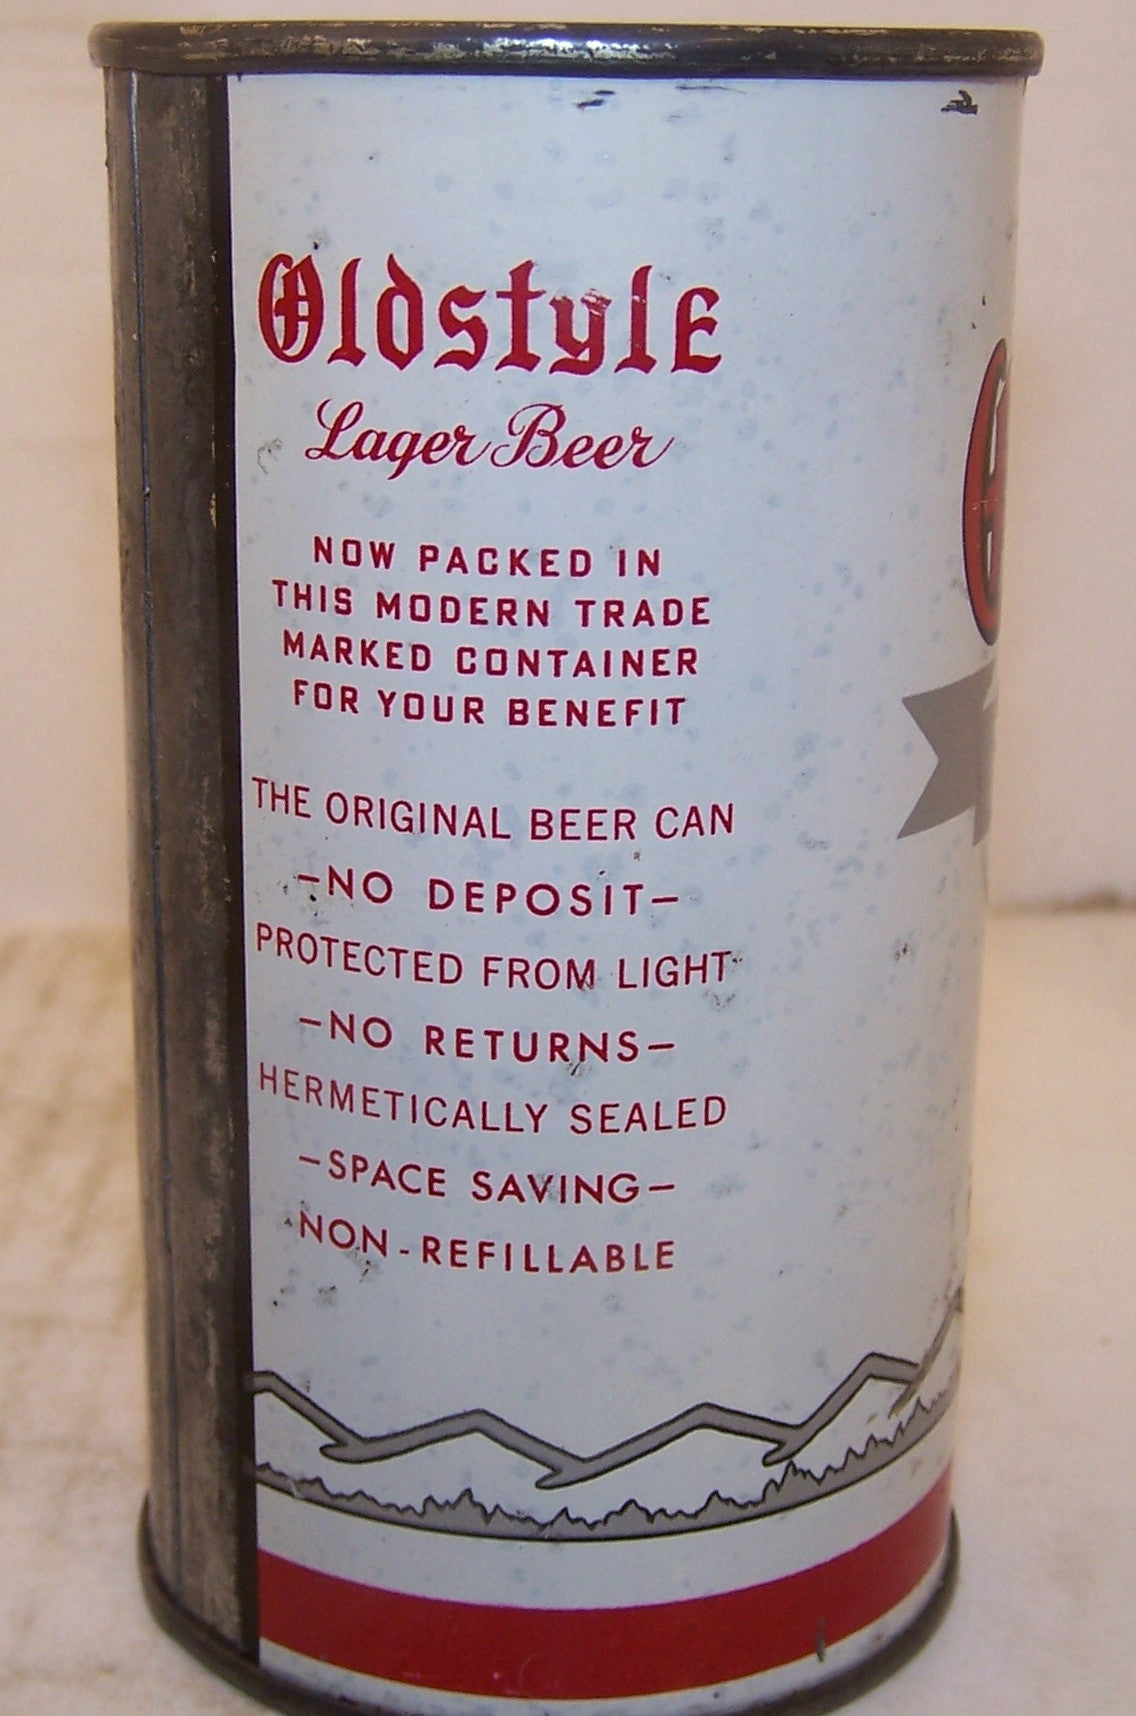 Oldstyle
Lager Beer
NOW PACKED IN
THIS MODERN TRADE
MARKED CONTAINER
FOR YOUR BENEFIT
THE ORIGINAL BEER CAN
-NO DEPOSIT-
PROTECTED FROM LIGHT
-NO RETURNS-
HERMETICALLY SEALED
-SPACE SAVING-
NON-REFILLABLE